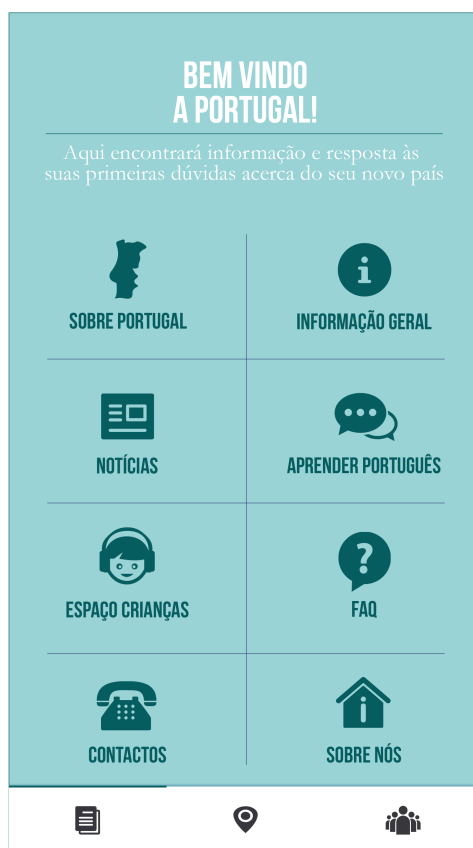 BEM VINDO
A PORTUGAL!
Aqui encontrará informação e resposta às
suas primeiras dúvidas acerca do seu novo país
SOBRE PORTUGAL
INFORMAÇÃO GERAL
NOTÍCIAS
APRENDER PORTUGUÊS
ESPAÇO CRIANÇAS
FAQ
CONTACTOS
SOBRE NÓS